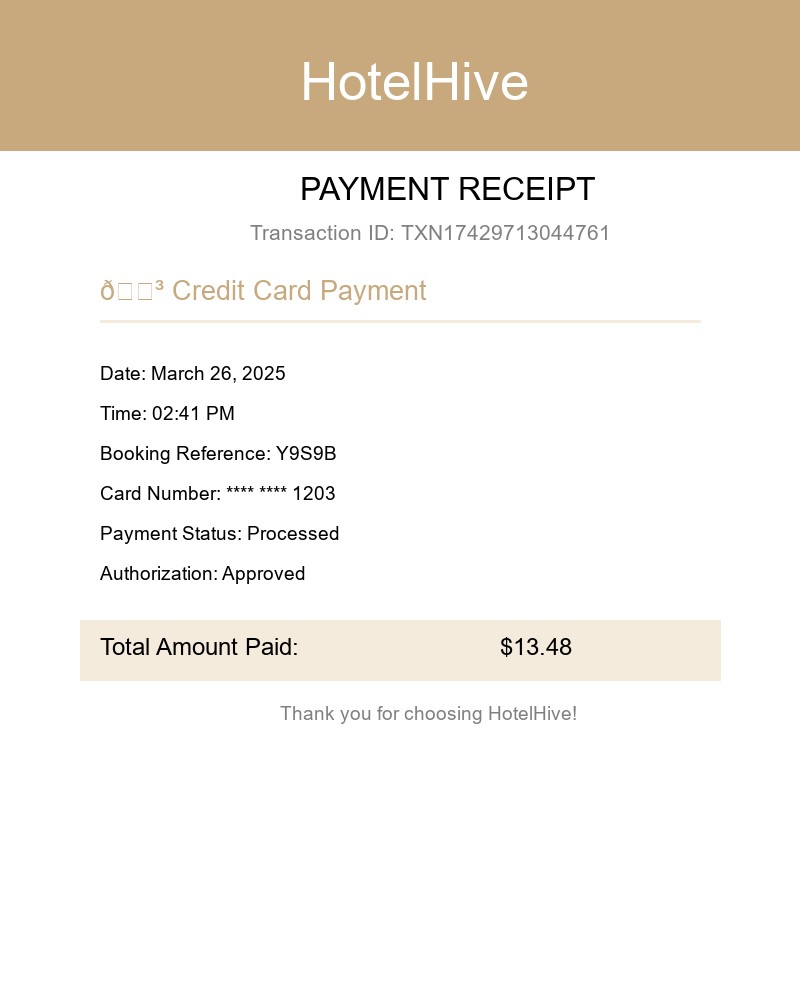 HotelHive
PAYMENT RECEIPT
Transaction ID: TXN17429713044761
ð□□³ Credit Card Payment
Date: March 26, 2025
Time: 02:41 PM
Booking Reference: Y9S9B
Card Number: **** **** 1203
Payment Status: Processed
Authorization: Approved
Total Amount Paid: $13.48
Thank you for choosing HotelHive!